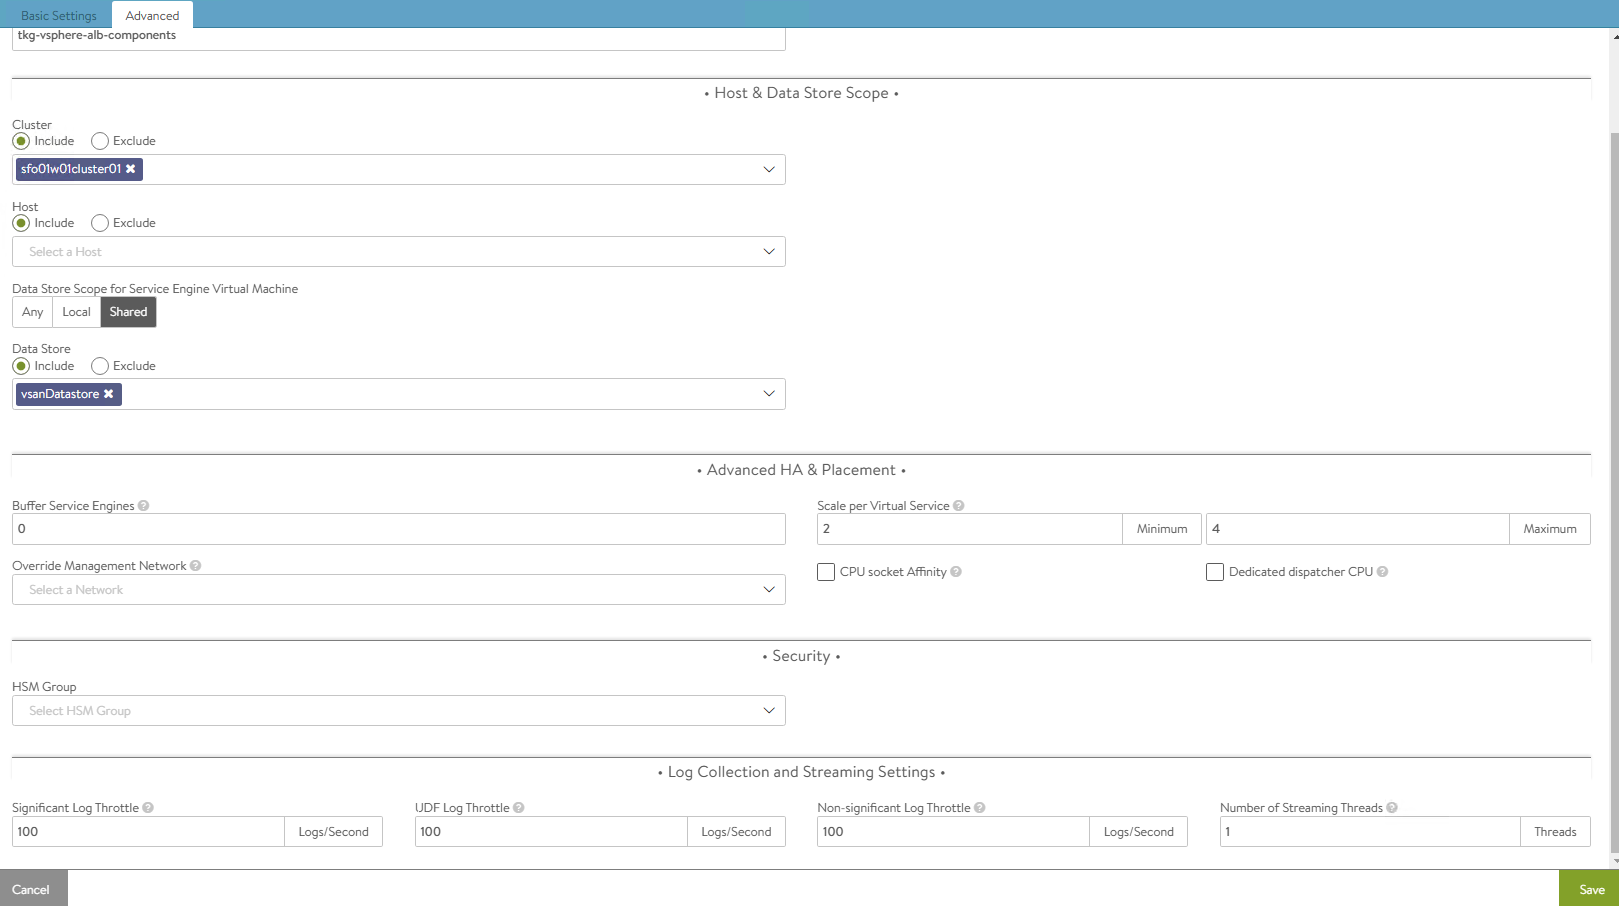 Basic Settings Advanced
tkg-vsphere-alb-components
• Host & Data Store Scope •
Cluster
Include Exclude
sfo01w01cluster01 ✖
Host
Include Exclude
Select a Host
Data Store Scope for Service Engine Virtual Machine
Any Local Shared
Data Store
Include Exclude
vsanDatastore ✖
• Advanced HA & Placement •
Buffer Service Engines ? Scale per Virtual Service ?
0 2 Minimum 4 Maximum
Override Management Network ? CPU socket Affinity ? Dedicated dispatcher CPU ?
Select a Network
• Security •
HSM Group
Select HSM Group
• Log Collection and Streaming Settings •
Significant Log Throttle ? UDF Log Throttle ? Non-significant Log Throttle ? Number of Streaming Threads ?
100 Logs/Second 100 Logs/Second 100 Logs/Second 1 Threads
Cancel Save